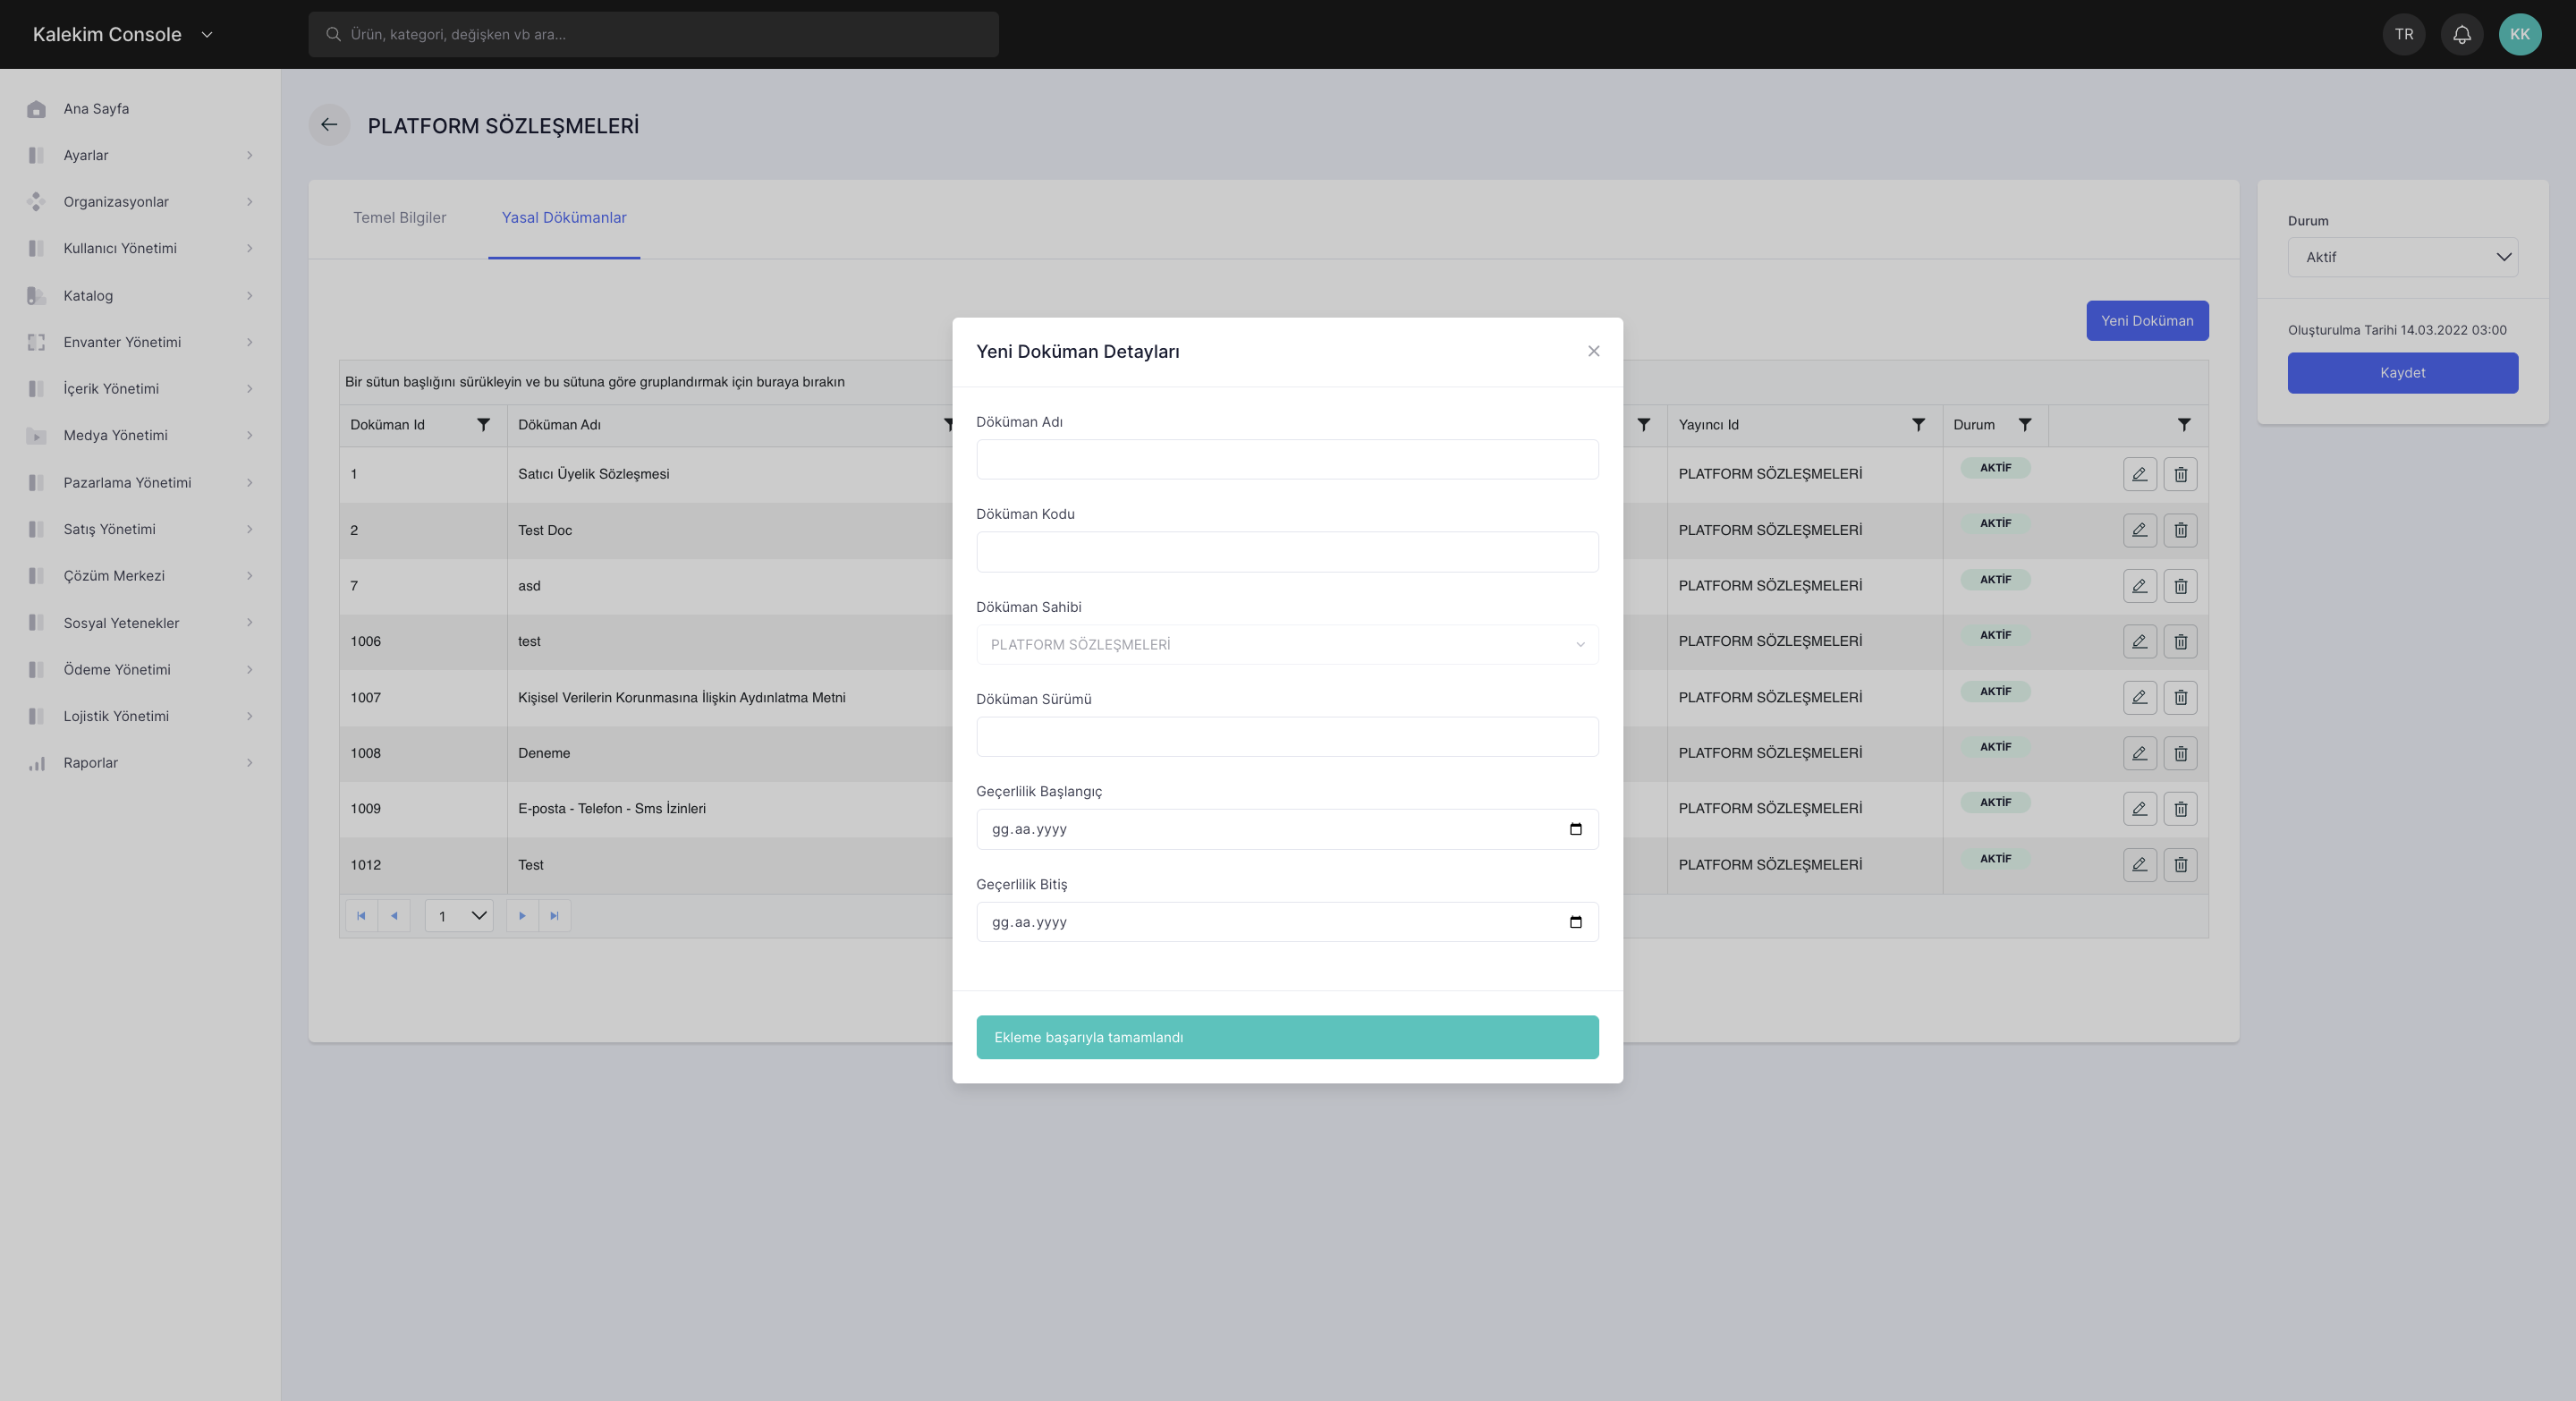 Kalekim Console
Ürün, kategori, değişken vb ara...
TR
KK
Ana Sayfa
Ayarlar
Organizasyonlar
Kullanıcı Yönetimi
Katalog
Envanter Yönetimi
İçerik Yönetimi
Medya Yönetimi
Pazarlama Yönetimi
Satış Yönetimi
Çözüm Merkezi
Sosyal Yetenekler
Ödeme Yönetimi
Lojistik Yönetimi
Raporlar
PLATFORM SÖZLEŞMELERİ
Temel Bilgiler
Yasal Dökümanlar
Yeni Doküman
Bir sütun başlığını sürükleyin ve bu sütuna göre gruplandırmak için buraya bırakın
Doküman Id
Döküman Adı
Yayıncı Id
Durum
1
Satıcı Üyelik Sözleşmesi
PLATFORM SÖZLEŞMELERİ
AKTİF
2
Test Doc
PLATFORM SÖZLEŞMELERİ
AKTİF
7
asd
PLATFORM SÖZLEŞMELERİ
AKTİF
1006
test
PLATFORM SÖZLEŞMELERİ
AKTİF
1007
Kişisel Verilerin Korunmasına İlişkin Aydınlatma Metni
PLATFORM SÖZLEŞMELERİ
AKTİF
1008
Deneme
PLATFORM SÖZLEŞMELERİ
AKTİF
1009
E-posta - Telefon - Sms İzinleri
PLATFORM SÖZLEŞMELERİ
AKTİF
1012
Test
PLATFORM SÖZLEŞMELERİ
AKTİF
1
Yeni Doküman Detayları
Döküman Adı
Döküman Kodu
Döküman Sahibi
PLATFORM SÖZLEŞMELERİ
Döküman Sürümü
Geçerlilik Başlangıç
gg.aa.yyyy
Geçerlilik Bitiş
gg.aa.yyyy
Ekleme başarıyla tamamlandı
Durum
Aktif
Oluşturulma Tarihi 14.03.2022 03:00
Kaydet